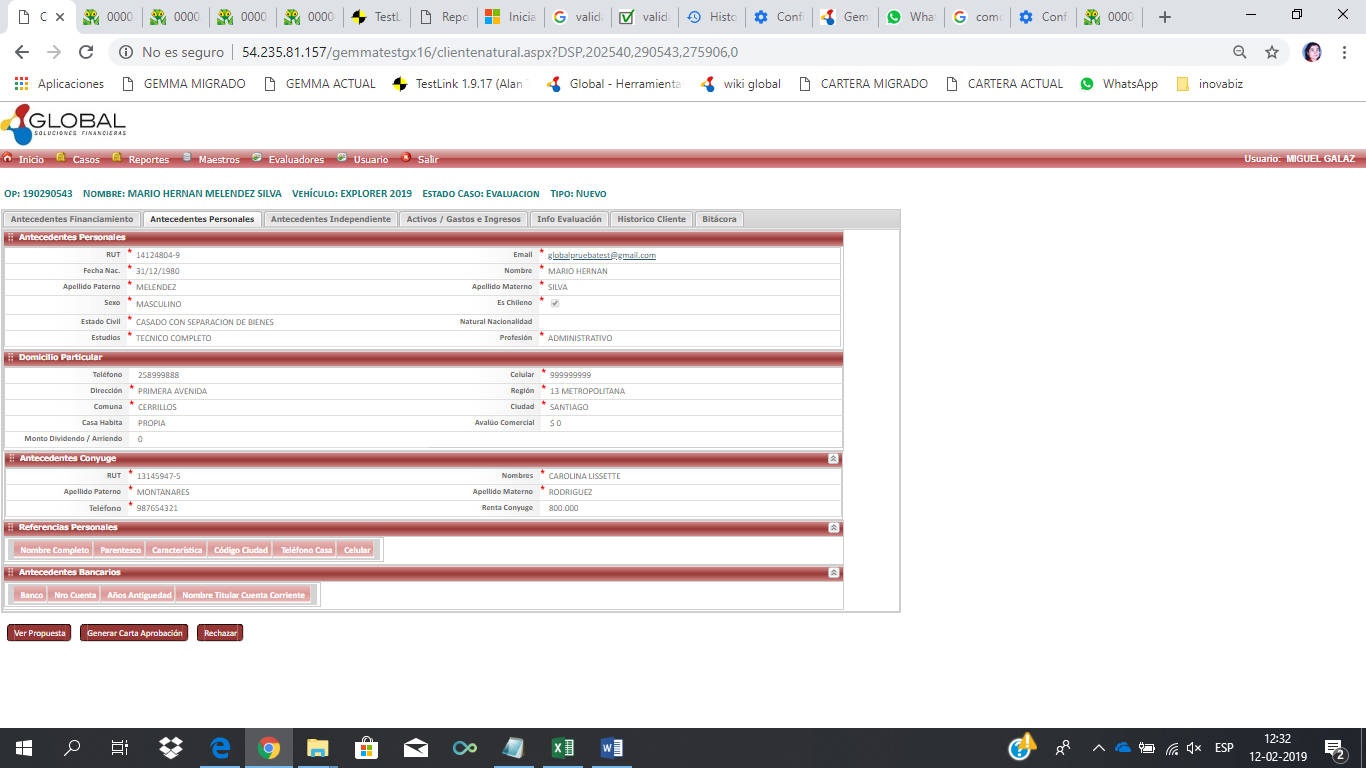 C
0000
0000
0000
0000
TestL
Repo
Inicia
valida
valida
Histo
Confi
Gem
What
como
Conf
0000
No es seguro | 54.235.81.157/gemmatestgx16/clientenatural.aspx?DSP,202540,290543,275906,0
Aplicaciones GEMMA MIGRADO GEMMA ACTUAL TestLink 1.9.17 (Alan Global - Herramienta wiki global CARTERA MIGRADO CARTERA ACTUAL WhatsApp inovabiz
GLOBAL
SOLUCIONES FINANCIERAS
Inicio Casos Reportes Maestros Evaluadores Usuario Salir Usuario: MIGUEL GALAZ
Op: 190290543 Nombre: MARIO HERNAN MELENDEZ SILVA Vehículo: EXPLORER 2019 Estado Caso: Evaluacion Tipo: Nuevo
Antecedentes Financiamiento Antecedentes Personales Antecedentes Independiente Activos / Gastos e Ingresos Info Evaluación Historico Cliente Bitácora
Antecedentes Personales
RUT * 14124804-9 Email * globalpruebatest@gmail.com
Fecha Nac. * 31/12/1980 Nombre * MARIO HERNAN
Apellido Paterno * MELENDEZ Apellido Materno * SILVA
Sexo * MASCULINO Es Chileno *
Estado Civil * CASADO CON SEPARACION DE BIENES Natural Nacionalidad
Estudios * TECNICO COMPLETO Profesión * ADMINISTRATIVO
Domicilio Particular
Teléfono 258999888 Celular * 999999999
Dirección * PRIMERA AVENIDA Región * 13 METROPOLITANA
Comuna * CERRILLOS Ciudad * SANTIAGO
Casa Habita PROPIA Avalúo Comercial $ 0
Monto Dividendo / Arriendo 0
Antecedentes Conyuge
RUT * 13145947-5 Nombres * CAROLINA LISSETTE
Apellido Paterno * MONTANARES Apellido Materno * RODRIGUEZ
Teléfono * 987654321 Renta Conyuge 800.000
Referencias Personales
Nombre Completo Parentesco Característica Código Ciudad Teléfono Casa Celular
Antecedentes Bancarios
Banco Nro Cuenta Años Antiguedad Nombre Titular Cuenta Corriente
Ver Propuesta Generar Carta Aprobación Rechazar
ESP
12:32
12-02-2019
2